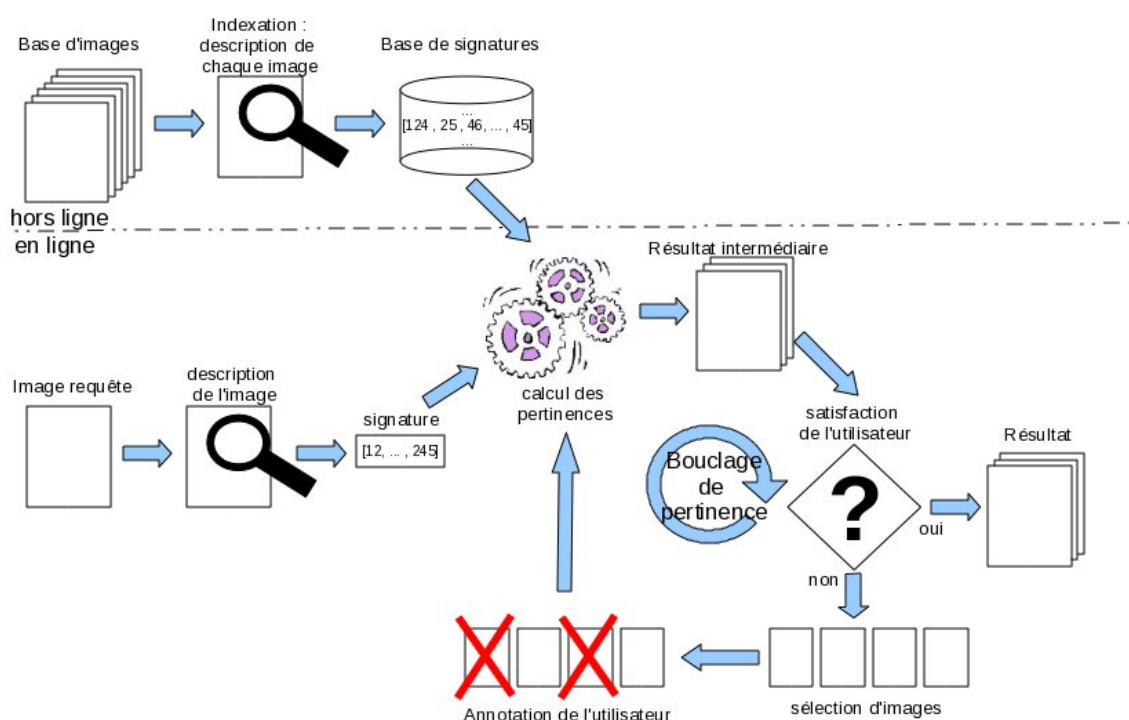 Base d'images
Indexation :
description de
chaque image
Base de signatures
...
[124 , 25 , 46, ... , 45]
...
hors ligne
en ligne
Résultat intermédiaire
calcul des
pertinences
Image requête
description
de l'image
signature
[12, ... , 245]
satisfaction
de l'utilisateur
Résultat
Bouclage
de
pertinence
?
oui
non
Annotation de l'utilisateur
sélection d'images